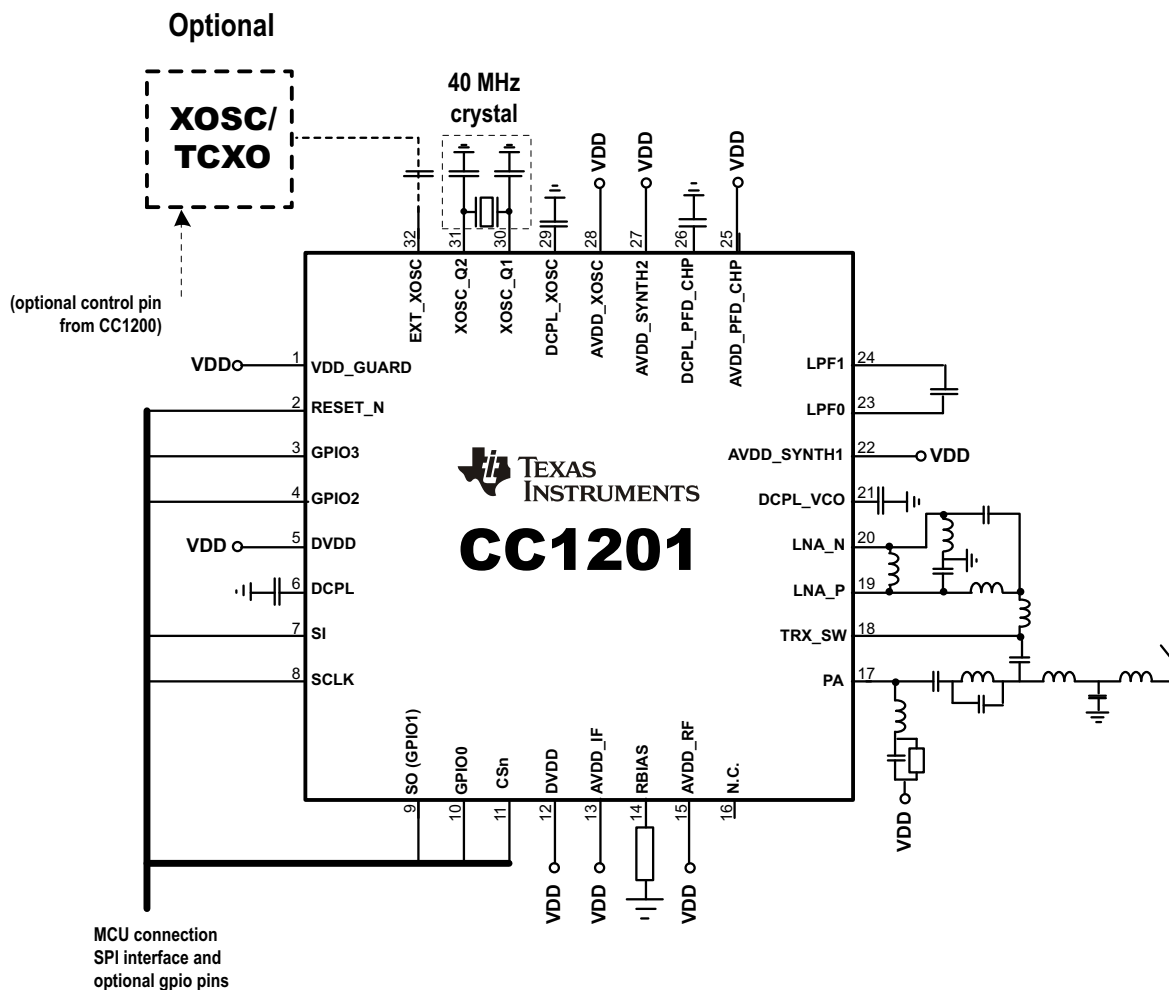 Optional
XOSC/
TCXO
40 MHz
crystal
(optional control pin
from CC1200)
VDD
VDD
VDD
32
31
30
29
28
27
26
25
EXT_XOSC
XOSC_Q2
XOSC_Q1
DCPL_XOSC
AVDD_XOSC
AVDD_SYNTH2
DCPL_PFD_CHP
AVDD_PFD_CHP
VDD
1
VDD_GUARD
2
RESET_N
3
GPIO3
4
GPIO2
VDD
5
DVDD
6
DCPL
7
SI
8
SCLK
TEXAS
INSTRUMENTS
CC1201
LPF1
24
LPF0
23
AVDD_SYNTH1
22
VDD
DCPL_VCO
21
LNA_N
20
LNA_P
19
TRX_SW
18
PA
17
VDD
SO (GPIO1)
GPIO0
CSn
DVDD
AVDD_IF
RBIAS
AVDD_RF
N.C.
9
10
11
12
13
14
15
16
VDD
VDD
VDD
MCU connection
SPI interface and
optional gpio pins